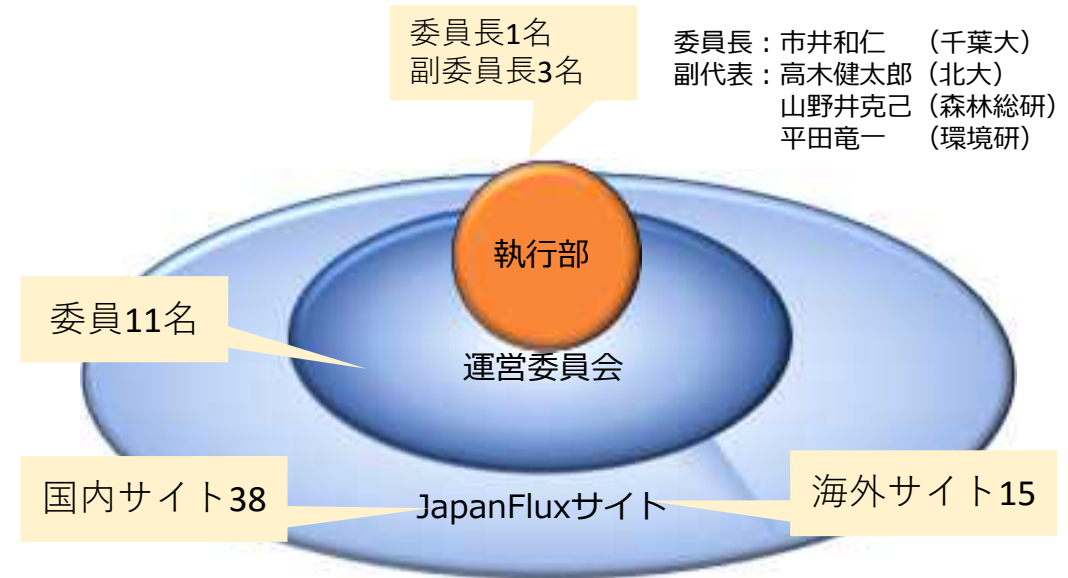 委員長1名
副委員長3名
委員長：市井和仁　（千葉大）
副代表：高木健太郎（北大）
山野井克己（森林総研）
平田竜一　（環境研）
執行部
委員11名
運営委員会
国内サイト38
JapanFluxサイト
海外サイト15